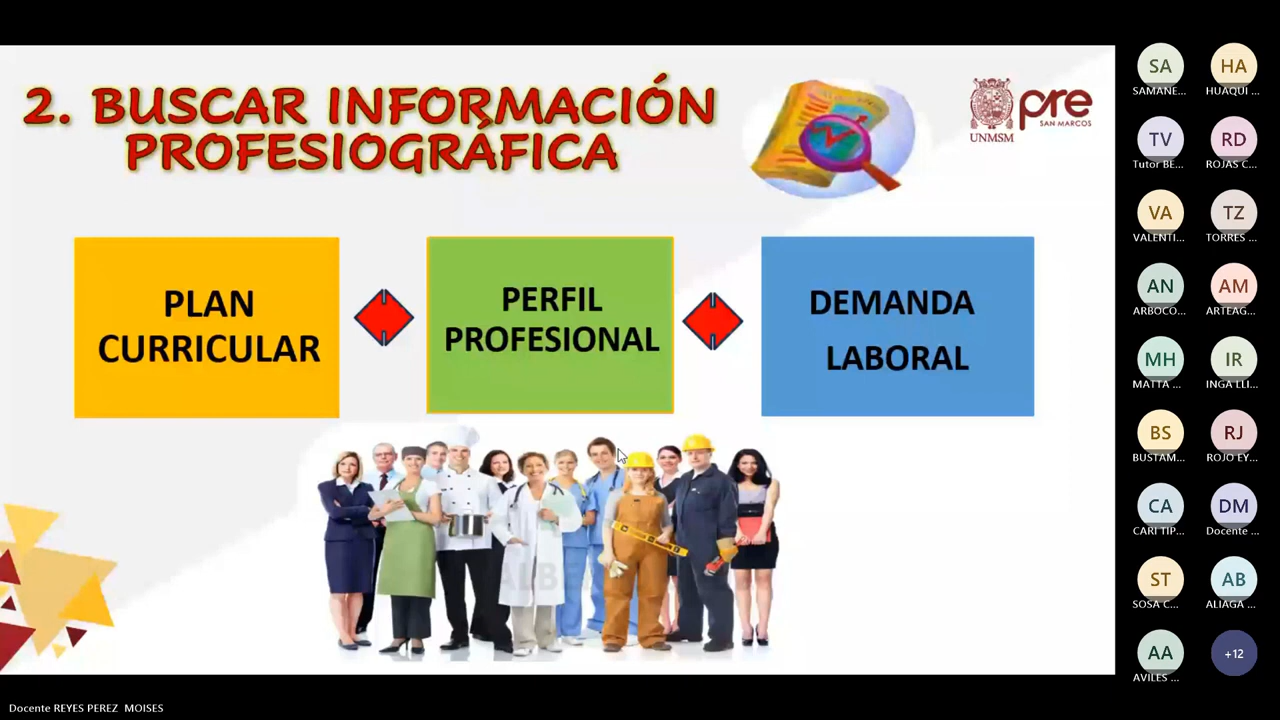 2. BUSCAR INFORMACIÓN
PROFESIOGRÁFICA
UNMSM
pre
SAN MARCOS
PLAN
CURRICULAR
PERFIL
PROFESIONAL
DEMANDA
LABORAL
SA
SAMANE...
HA
HUAQUI ...
TV
Tutor BE...
RD
ROJAS C...
VA
VALENTI...
TZ
TORRES ...
AN
ARBOCO...
AM
ARTEAG...
MH
MATTA ...
IR
INGA LLI...
BS
BUSTAM...
RJ
ROJO EY...
CA
CARI TIP...
DM
Docente ...
ST
SOSA C...
AB
ALIAGA ...
AA
AVILES ...
+12
Docente REYES PEREZ MOISES